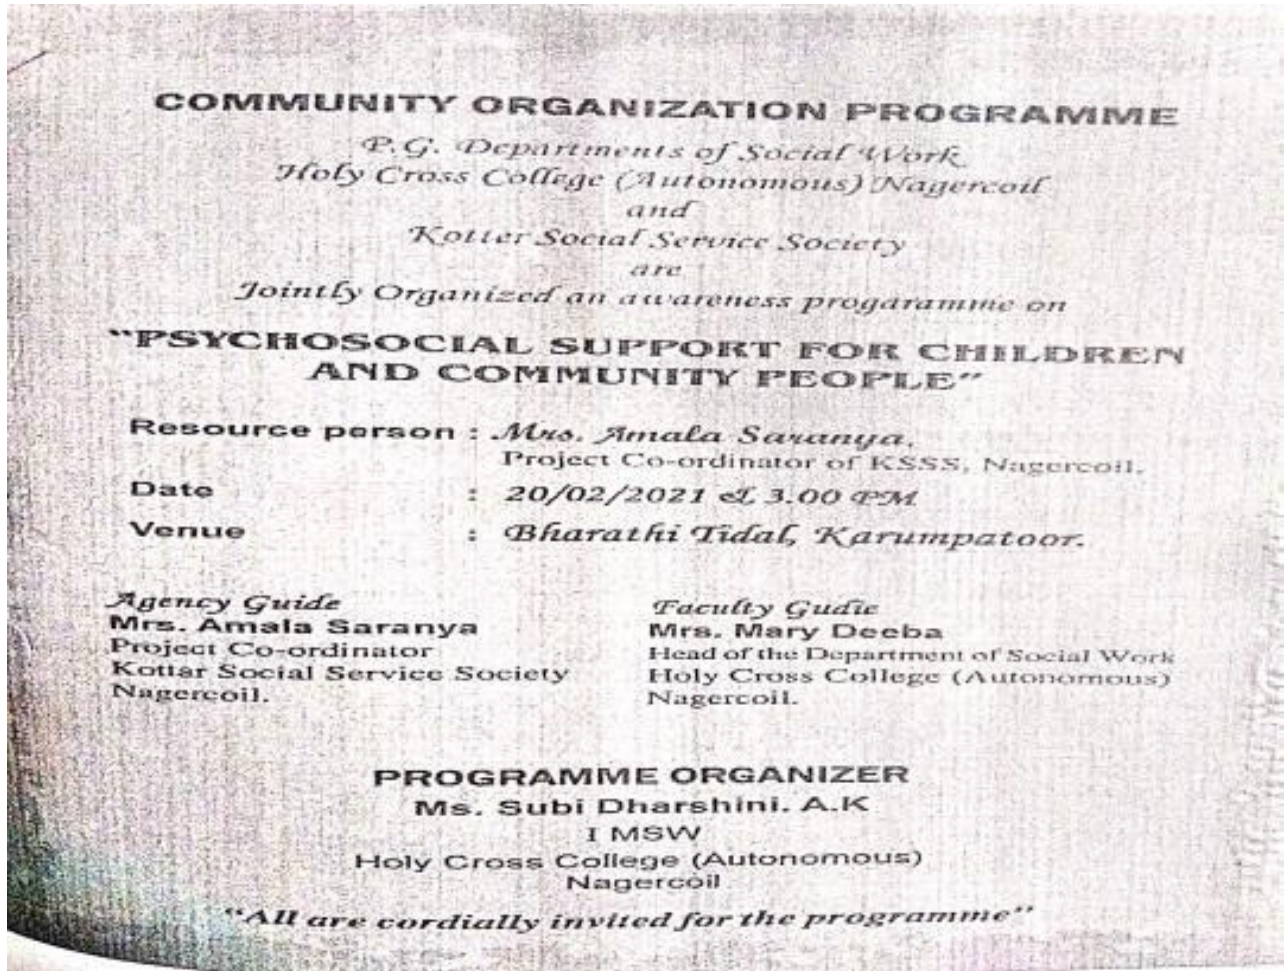 COMMUNITY ORGANIZATION PROGRAMME
P.G. Departments of Social Work
Holy Cross College (Autonomous) Nagercoil
and
Kotter Social Service Society
are
Jointly Organized an awareness progaramme on
"PSYCHOSOCIAL SUPPORT FOR CHILDREN
AND COMMUNITY PEOPLE"
Resource person : Mrs. Amala Saranya.
Project Co-ordinator of KSSS, Nagercoil.
Date : 20/02/2021 & 3.00 PM
Venue : Bharathi Tidal, Karumpatoor.
Agency Guide
Mrs. Amala Saranya
Project Co-ordinator
Kottar Social Service Society
Nagercoil.
Faculty Gudie
Mrs. Mary Deeba
Head of the Department of Social Work
Holy Cross College (Autonomous)
Nagercoil.
PROGRAMME ORGANIZER
Ms. Subi Dharshini. A.K
I MSW
Holy Cross College (Autonomous)
Nagercoil
"All are cordially invited for the programme"